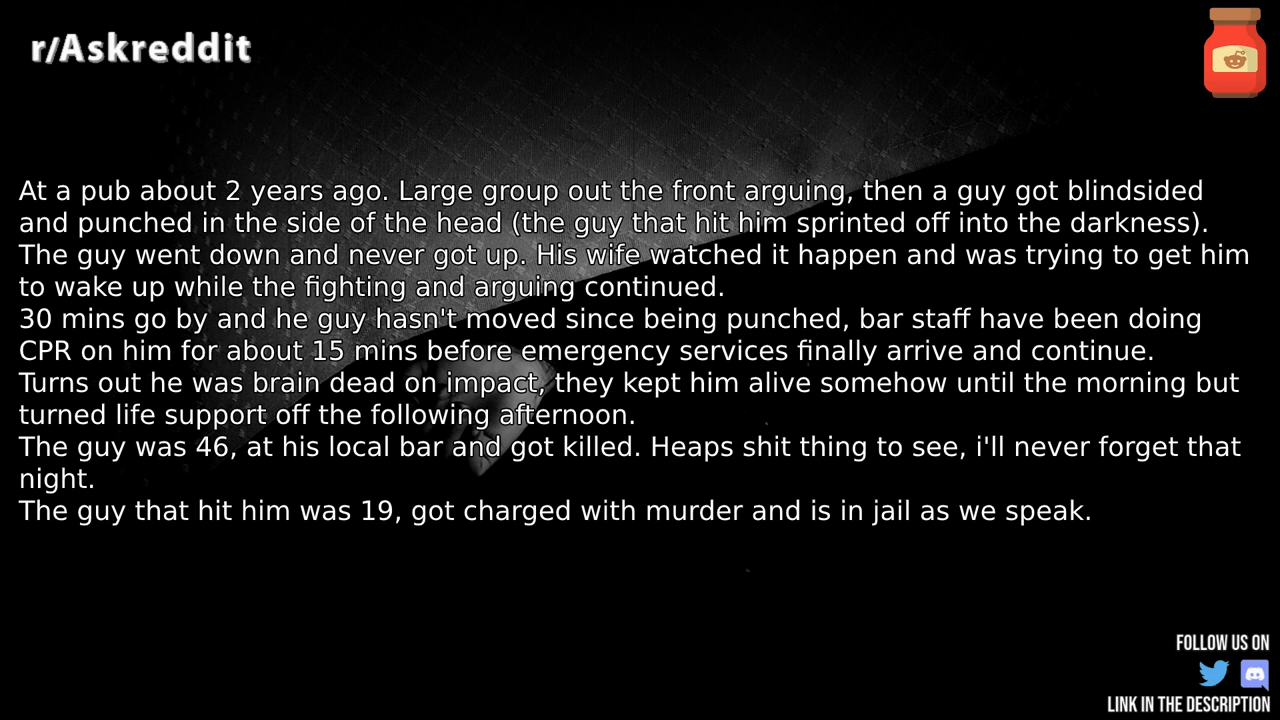 r/Askreddit
At a pub about 2 years ago. Large group out the front arguing, then a guy got blindsided
and punched in the side of the head (the guy that hit him sprinted off into the darkness).
The guy went down and never got up. His wife watched it happen and was trying to get him
to wake up while the fighting and arguing continued.
30 mins go by and he guy hasn't moved since being punched, bar staff have been doing
CPR on him for about 15 mins before emergency services finally arrive and continue.
Turns out he was brain dead on impact, they kept him alive somehow until the morning but
turned life support off the following afternoon.
The guy was 46, at his local bar and got killed. Heaps shit thing to see, i'll never forget that
night.
The guy that hit him was 19, got charged with murder and is in jail as we speak.
FOLLOW US ON
LINK IN THE DESCRIPTION